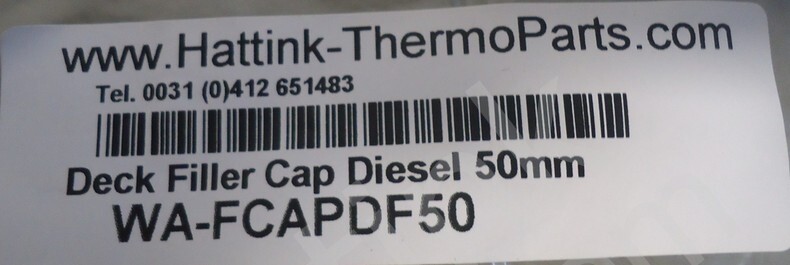 www.Hattink-ThermoParts.com
Tel. 0031 (0)412 651483
Deck Filler Cap Diesel 50mm
WA-FCAPDF50